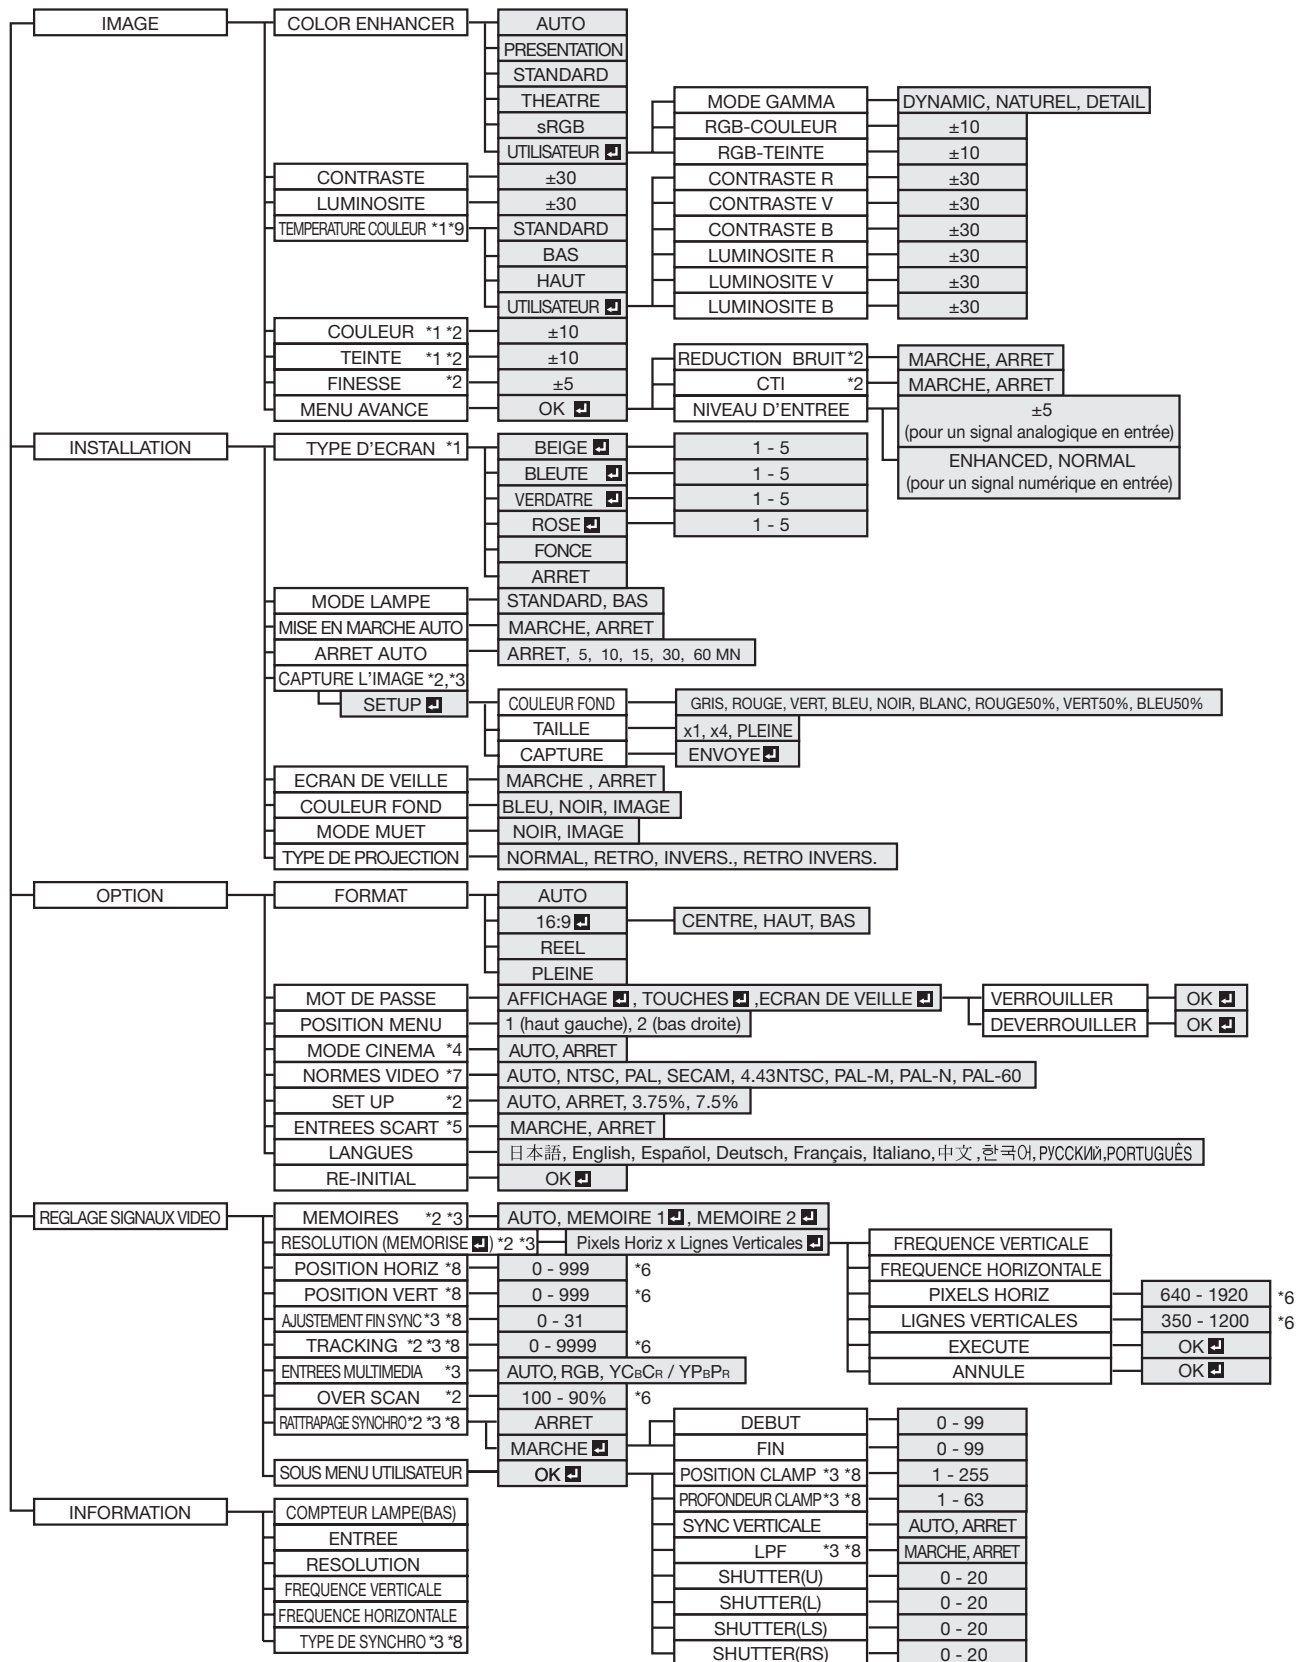 IMAGE COLOR ENHANCER AUTO
PRESENTATION
STANDARD
THEATRE MODE GAMMA DYNAMIC, NATUREL, DETAIL
sRGB RGB-COULEUR ±10
UTILISATEUR RGB-TEINTE ±10
CONTRASTE ±30 CONTRASTE R ±30
LUMINOSITE ±30 CONTRASTE V ±30
TEMPERATURE COULEUR *1*9 STANDARD CONTRASTE B ±30
BAS LUMINOSITE R ±30
HAUT LUMINOSITE V ±30
UTILISATEUR LUMINOSITE B ±30
COULEUR *1 *2 ±10
TEINTE *1 *2 ±10 REDUCTION BRUIT*2 MARCHE, ARRET
FINESSE *2 ±5 CTI *2 MARCHE, ARRET
MENU AVANCE OK NIVEAU D'ENTREE ±5
(pour un signal analogique en entrée)
ENHANCED, NORMAL
(pour un signal numérique en entrée)
INSTALLATION TYPE D'ECRAN *1 BEIGE 1 - 5
BLEUTE 1 - 5
VERDATRE 1 - 5
ROSE 1 - 5
FONCE
ARRET
MODE LAMPE STANDARD, BAS
MISE EN MARCHE AUTO MARCHE, ARRET
ARRET AUTO ARRET, 5, 10, 15, 30, 60 MN
CAPTURE L'IMAGE *2,*3
SETUP COULEUR FOND GRIS, ROUGE, VERT, BLEU, NOIR, BLANC, ROUGE50%, VERT50%, BLEU50%
TAILLE x1, x4, PLEINE
CAPTURE ENVOYE
ECRAN DE VEILLE MARCHE , ARRET
COULEUR FOND BLEU, NOIR, IMAGE
MODE MUET NOIR, IMAGE
TYPE DE PROJECTION NORMAL, RETRO, INVERS., RETRO INVERS.
OPTION FORMAT AUTO
16:9 CENTRE, HAUT, BAS
REEL
PLEINE
MOT DE PASSE AFFICHAGE , TOUCHES ,ECRAN DE VEILLE VERROUILLER OK
POSITION MENU 1 (haut gauche), 2 (bas droite) DEVERROUILLER OK
MODE CINEMA *4 AUTO, ARRET
NORMES VIDEO *7 AUTO, NTSC, PAL, SECAM, 4.43NTSC, PAL-M, PAL-N, PAL-60
SET UP *2 AUTO, ARRET, 3.75%, 7.5%
ENTREES SCART *5 MARCHE, ARRET
LANGUES 日本語, English, Español, Deutsch, Français, Italiano,中文,한국어,РУССКИЙ,PORTUGUÊS
RE-INITIAL OK
REGLAGE SIGNAUX VIDEO MEMOIRES *2 *3 AUTO, MEMOIRE 1 , MEMOIRE 2
RESOLUTION (MEMORISE ) *2 *3 Pixels Horiz x Lignes Verticales FREQUENCE VERTICALE
POSITION HORIZ *8 0 - 999 *6 FREQUENCE HORIZONTALE
POSITION VERT *8 0 - 999 *6 PIXELS HORIZ 640 - 1920 *6
AJUSTEMENT FIN SYNC *3 *8 0 - 31 LIGNES VERTICALES 350 - 1200 *6
TRACKING *2 *3 *8 0 - 9999 *6 EXECUTE OK
ENTREES MULTIMEDIA *3 AUTO, RGB, YCBCR / YPBPR ANNULE OK
OVER SCAN *2 100 - 90% *6
RATTRAPAGE SYNCHRO*2 *3 *8 ARRET DEBUT 0 - 99
MARCHE FIN 0 - 99
SOUS MENU UTILISATEUR OK POSITION CLAMP *3 *8 1 - 255
PROFONDEUR CLAMP*3 *8 1 - 63
INFORMATION COMPTEUR LAMPE(BAS) SYNC VERTICALE AUTO, ARRET
ENTREE LPF *3 *8 MARCHE, ARRET
RESOLUTION SHUTTER(U) 0 - 20
FREQUENCE VERTICALE SHUTTER(L) 0 - 20
FREQUENCE HORIZONTALE SHUTTER(LS) 0 - 20
TYPE DE SYNCHRO *3 *8 SHUTTER(RS) 0 - 20